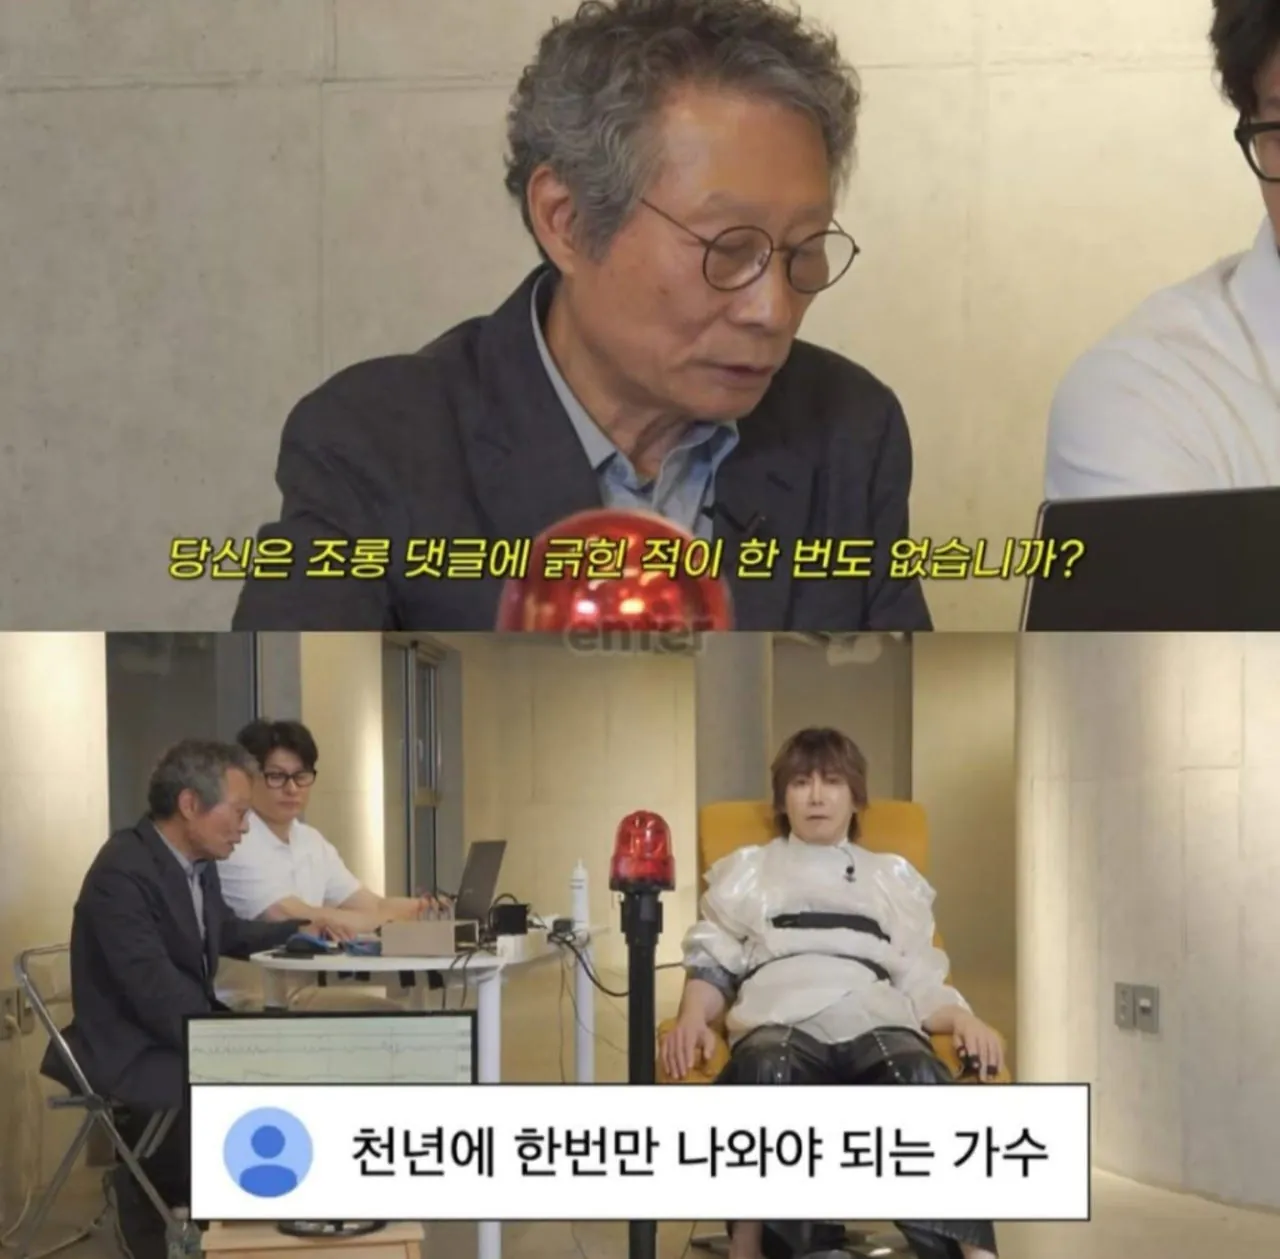 당신은 조롱 댓글에 긁힌 적이 한 번도 없습니까?
enter
천년에 한번만 나와야 되는 가수